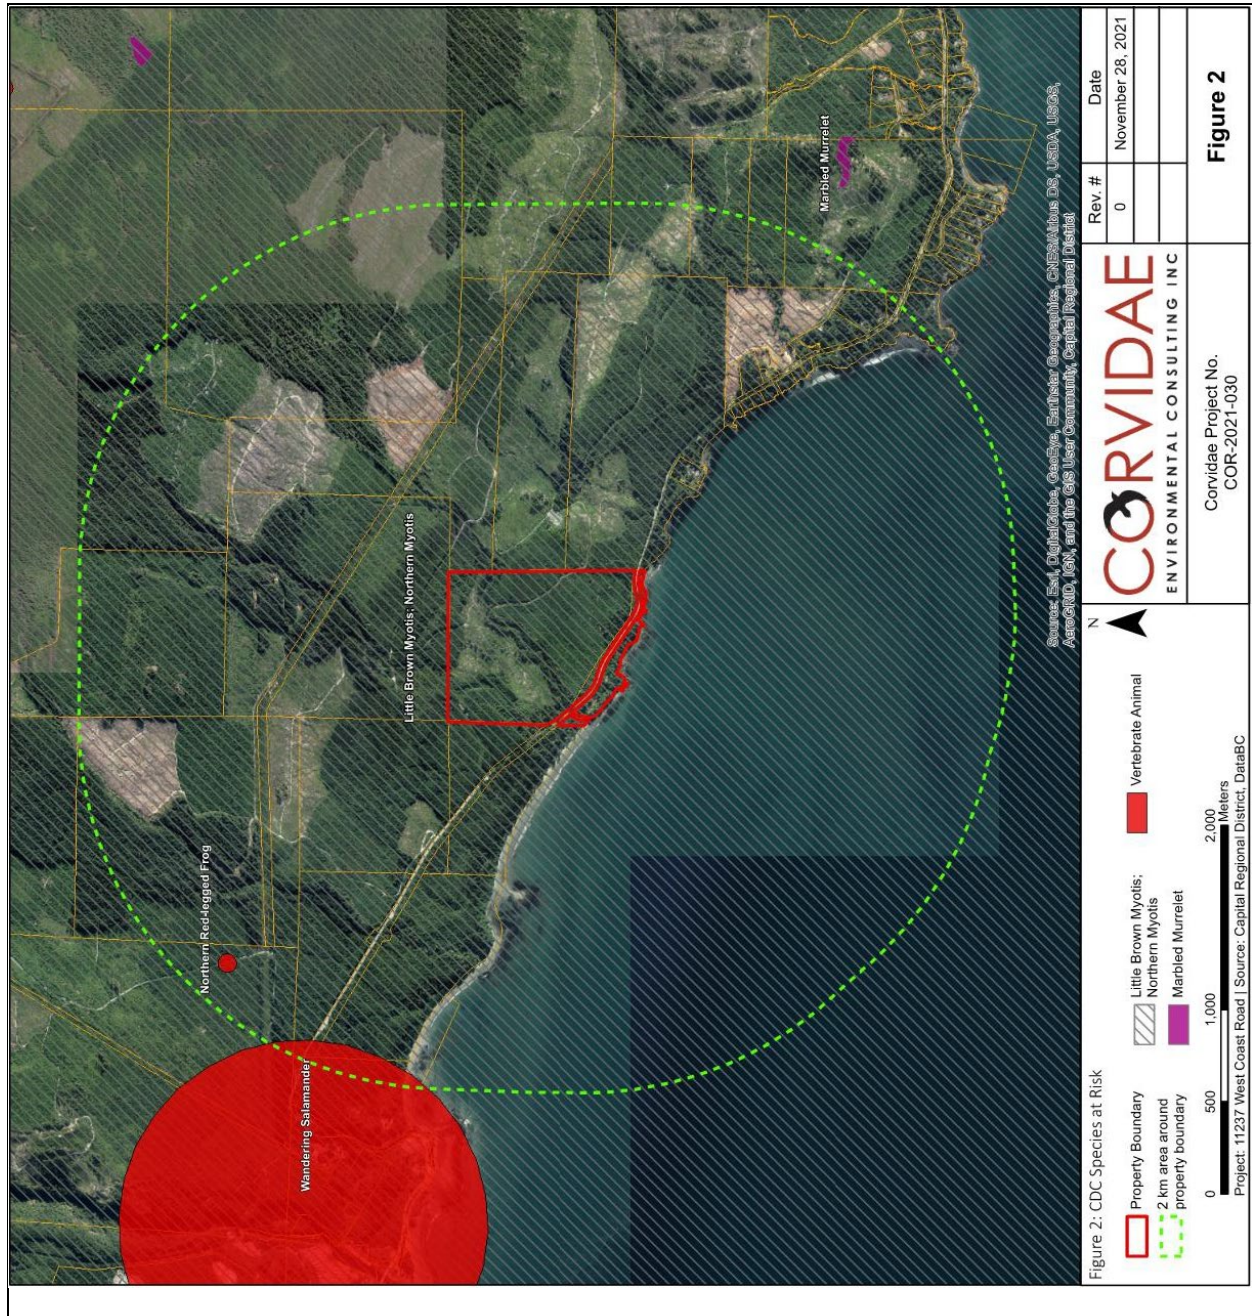 Northern Red-legged Frog
Wandering Salamander
Little Brown Myotis; Northern Myotis
Marbled Murrelet
Source: Esri, DigitalGlobe, GeoEye, Earthstar Geographics, CNES/Airbus DS, USDA, USGS,
AeroGRID, IGN, and the GIS User Community, Capital Regional District
Figure 2: CDC Species at Risk
Property Boundary
2 km area around
property boundary
Little Brown Myotis;
Northern Myotis
Marbled Murrelet
Vertebrate Animal
N
0 500 1,000 2,000
Meters
Project: 11237 West Coast Road | Source: Capital Regional District, DataBC
CORVIDAE
ENVIRONMENTAL CONSULTING INC
Corvidae Project No.
COR-2021-030
Rev. # Date
0 November 28, 2021
Figure 2